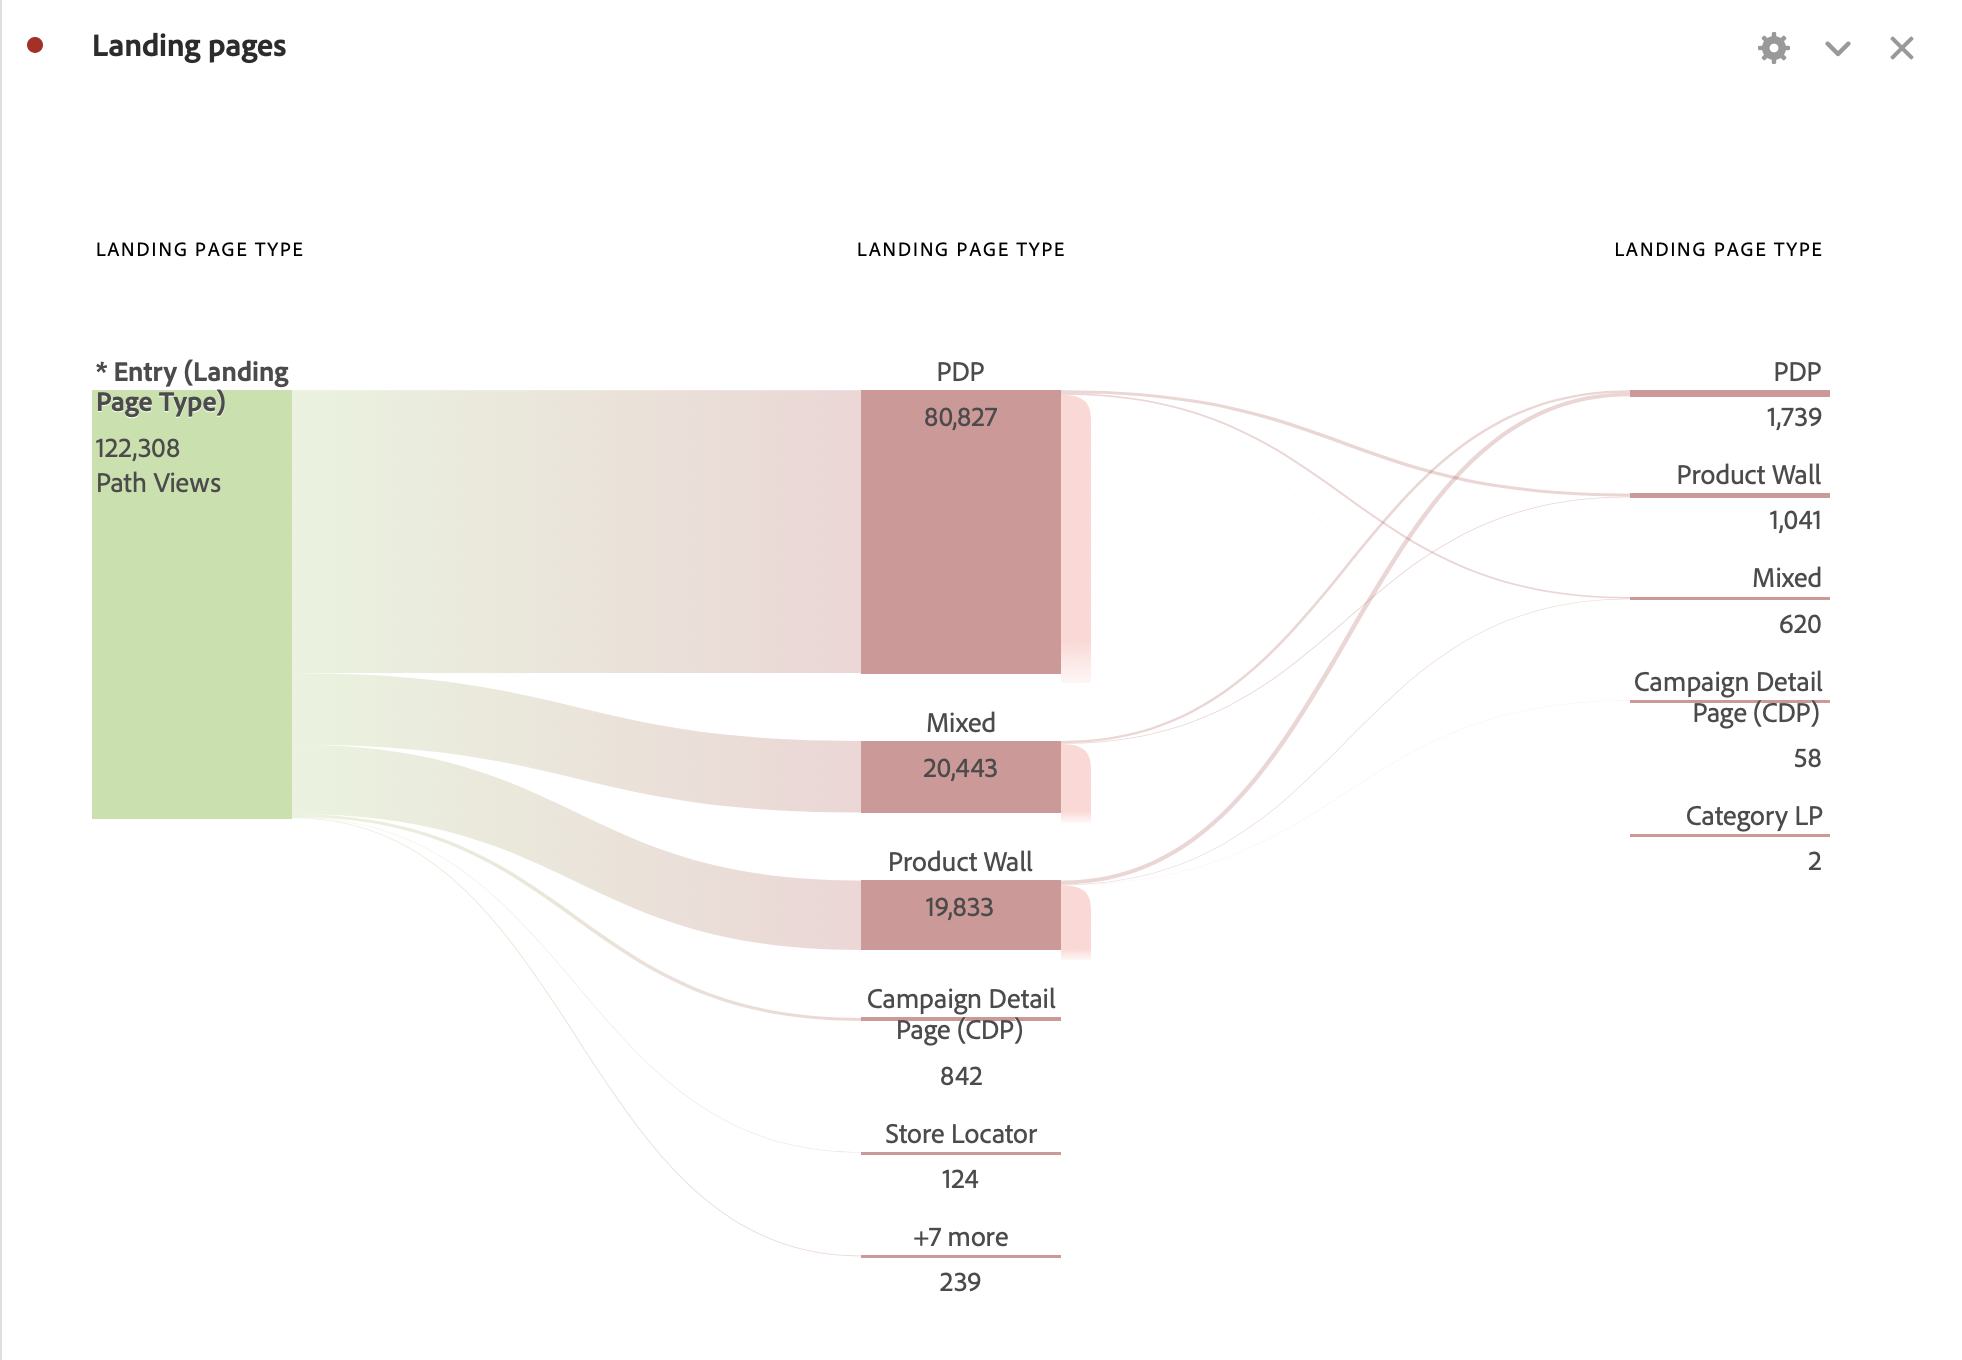 Landing pages
LANDING PAGE TYPE
LANDING PAGE TYPE
LANDING PAGE TYPE
* Entry (Landing
Page Type)
122,308
Path Views
PDP
80,827
Mixed
20,443
Product Wall
19,833
Campaign Detail
Page (CDP)
842
Store Locator
124
+7 more
239
PDP
1,739
Product Wall
1,041
Mixed
620
Campaign Detail
Page (CDP)
58
Category LP
2